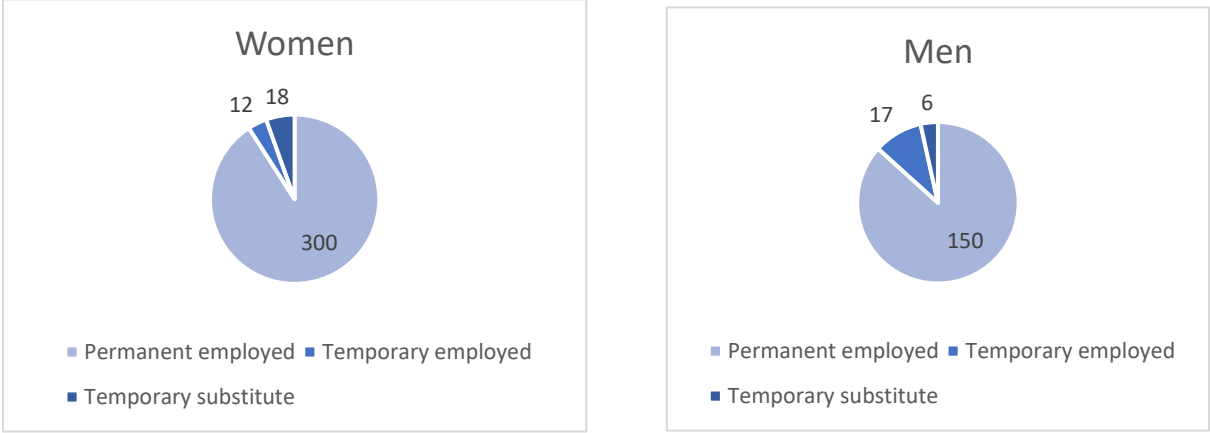 Women
12 18
300
Permanent employed Temporary employed
Temporary substitute
Men
17 6
150
Permanent employed Temporary employed
Temporary substitute